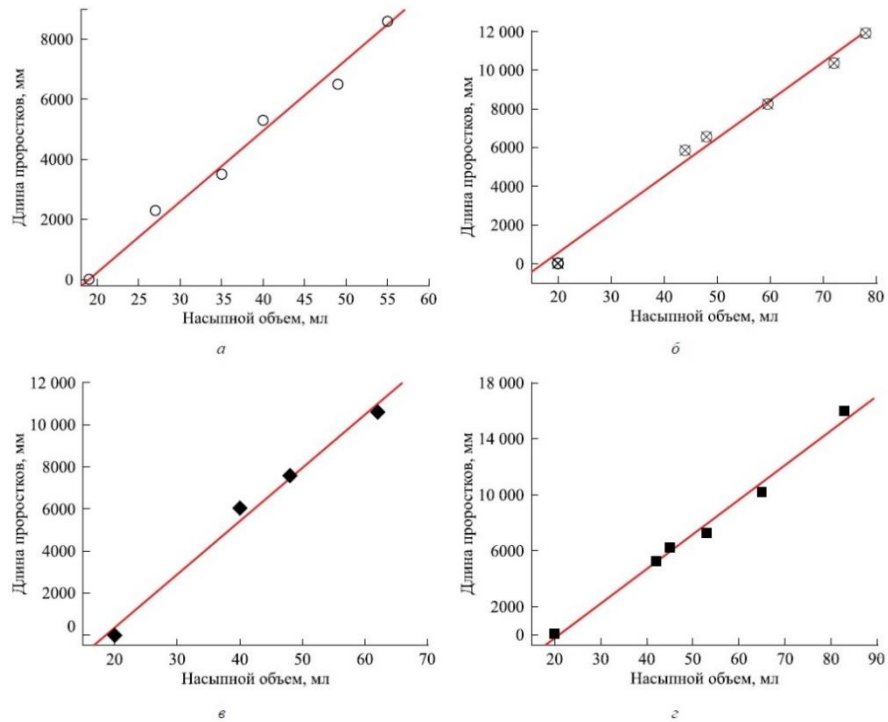 8000
6000
4000
2000
0
Длина проростков, мм
20 25 30 35 40 45 50 55 60
Насыпной объем, мл
а
12 000
10 000
8000
6000
4000
2000
0
Длина проростков, мм
20 30 40 50 60 70 80
Насыпной объем, мл
б
12 000
10 000
8000
6000
4000
2000
0
Длина проростков, мм
20 30 40 50 60 70
Насыпной объем, мл
в
18 000
14 000
10 000
6000
2000
0
Длина проростков, мм
20 30 40 50 60 70 80 90
Насыпной объем, мл
г